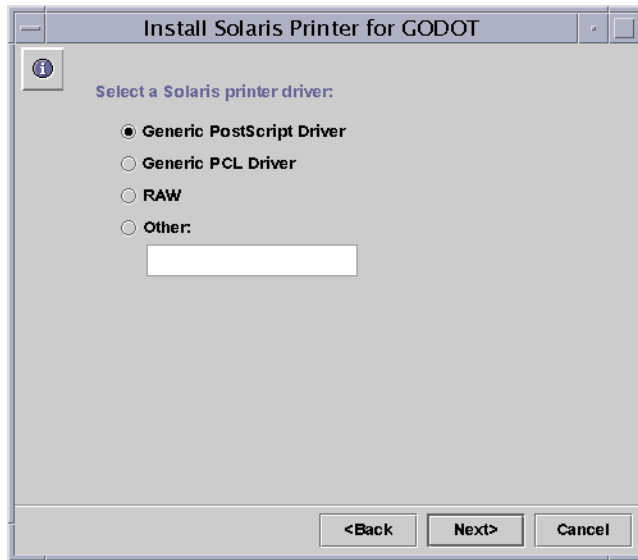 Install Solaris Printer for GODOT
Select a Solaris printer driver:
Generic PostScript Driver
Generic PCL Driver
RAW
Other:
<Back Next> Cancel